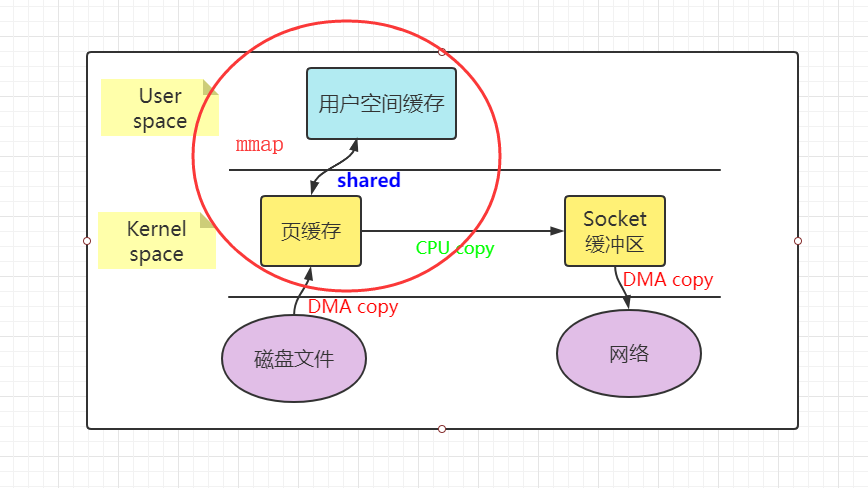 User
space
用户空间缓存
mmap
shared
Kernel
space
页缓存
CPU copy
Socket
缓冲区
DMA copy
DMA copy
磁盘文件
网络